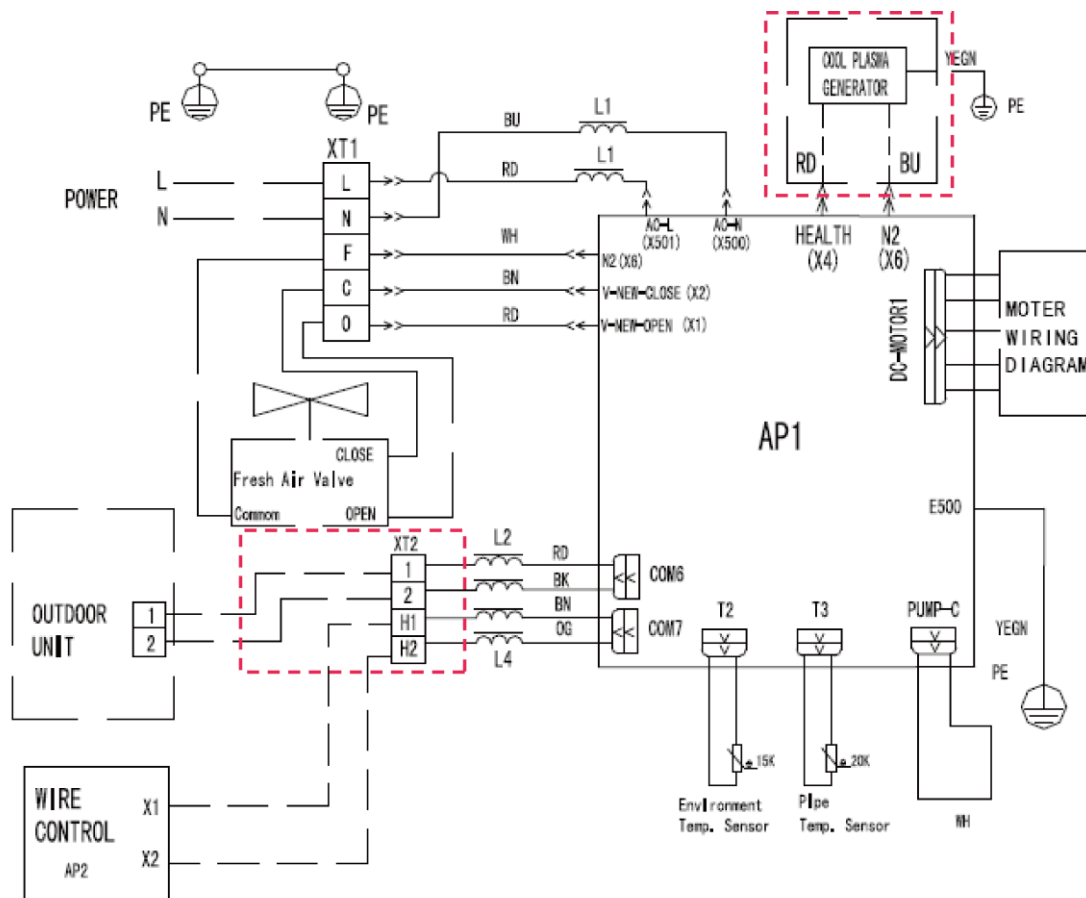 COOL PLASMA
GENERATOR
YEGN
PE
RD
BU
PE
PE
XT1
L
N
F
C
O
POWER
L
N
BU
L1
RD
L1
WH
BN
RD
AC-L
(X501)
AC-N
(X500)
HEALTH
(X4)
N2
(X6)
N2(X6)
V-NEW-CLOSE(X2)
V-NEW-OPEN (X1)
DC-MOTOR1
MOTER
WIRING
DIAGRAM
AP1
CLOSE
Fresh Air Valve
Commom
OPEN
E500
YEGN
PE
OUTDOOR
UNIT
1
2
XT2
1
2
H1
H2
L2
L4
RD
BK
BN
OG
COM6
COM7
T2
T3
PUMP-C
15K
20K
Environment
Temp. Sensor
Pipe
Temp. Sensor
WH
WIRE
CONTROL
AP2
X1
X2